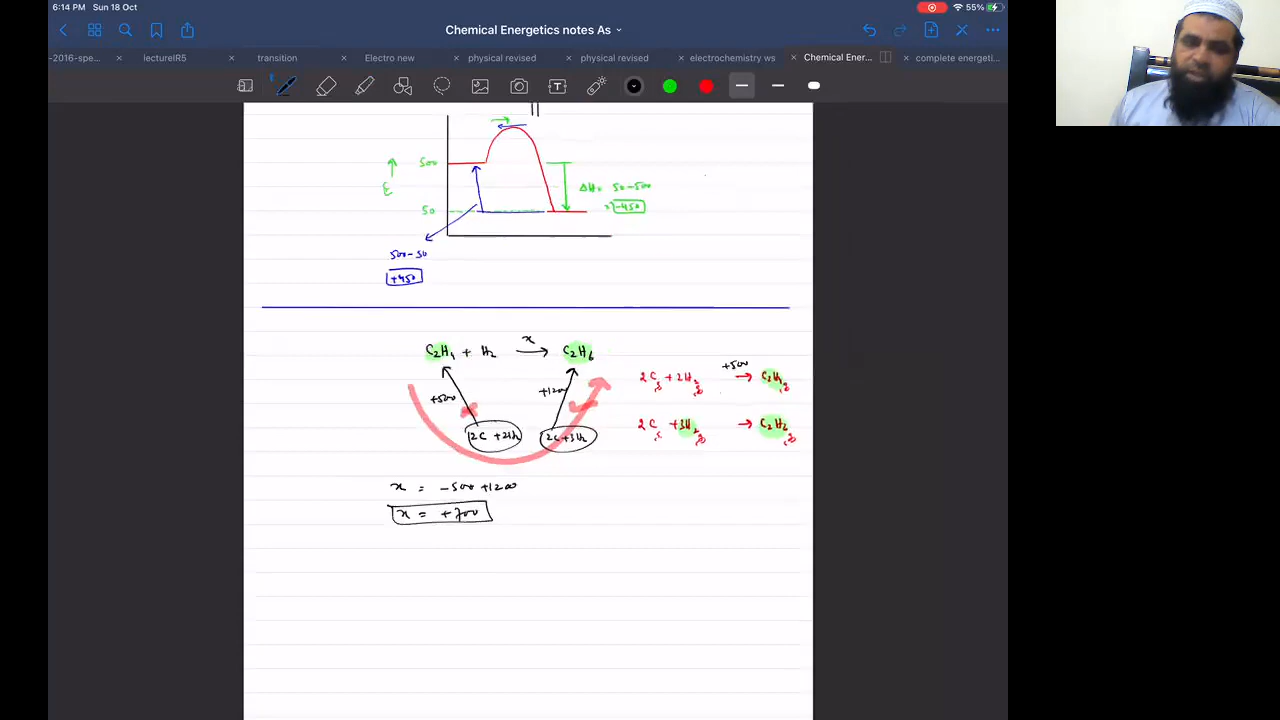 6:14 PM Sun 18 Oct
55%
Chemical Energetics notes As
-2016-spe...
lectureIR5
transition
Electro new
physical revised
physical revised
electrochemistry ws
Chemical Ener...
complete energeti...
E
500
50
ΔH = 50-500
-450
500-50
+450
C2H4 + H2 x → C2H6
+500
+1200
2C + 2H2
2C+3H2
2C s + 2H2 g +500 → C2H4 g
2C s + 3H2 g → C2H6 g
x = -500 +1200
x = +700